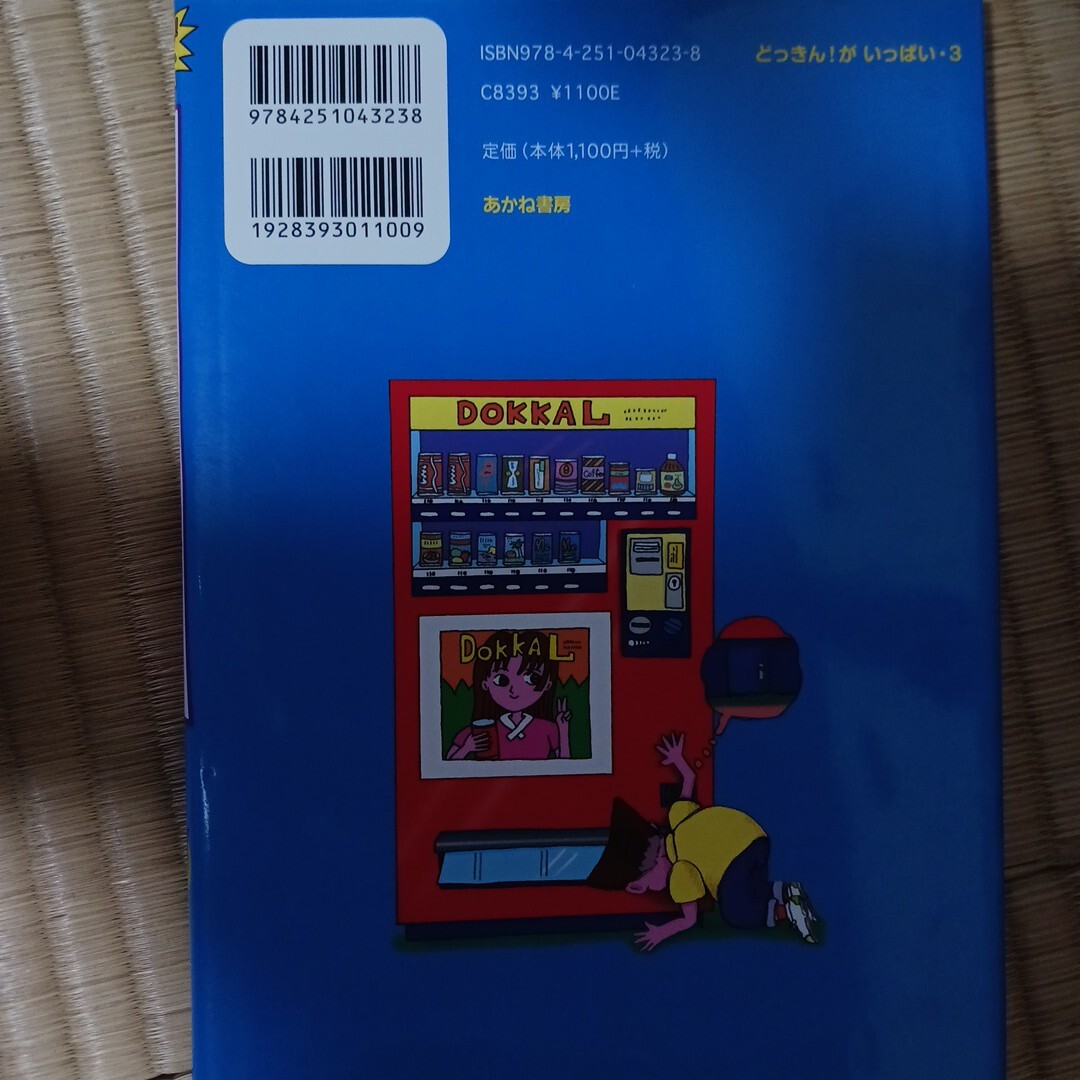 9784251043238
1928393011009
ISBN978-4-251-04323-8
C8393 ¥1100E
定価(本体1,100円+税)
あかね書房
どっきん!が いっぱい・3
DOKKAL
Coffee
DOKKAL